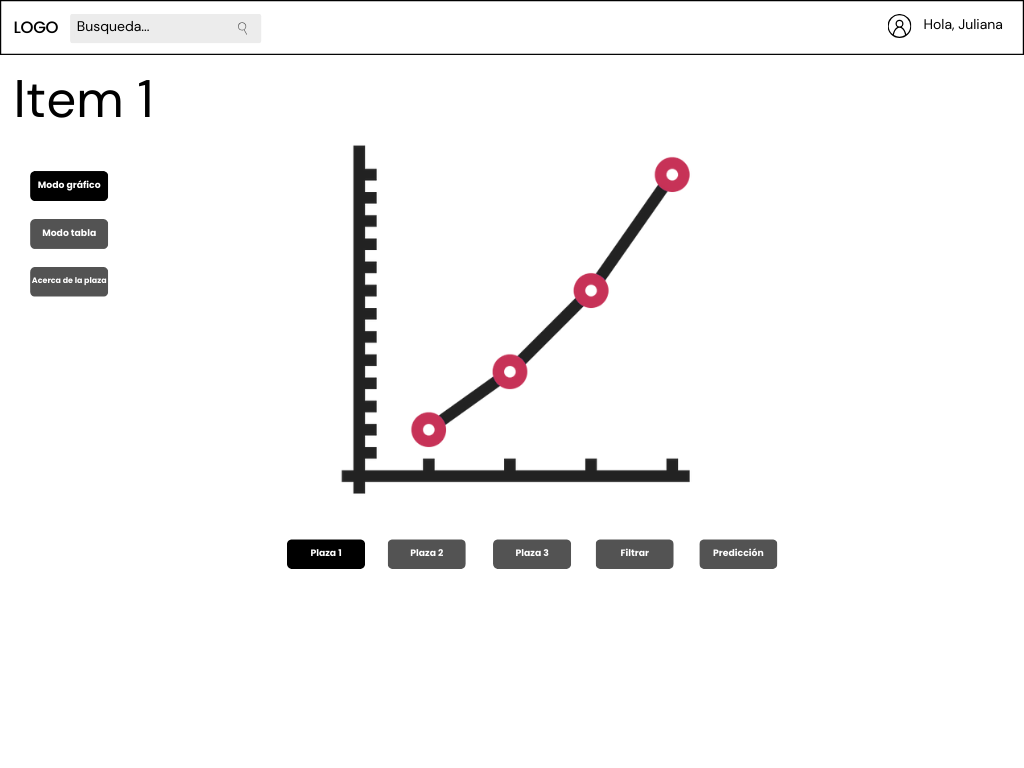 LOGO
Busqueda...
Hola, Juliana
Item 1
Modo gráfico
Modo tabla
Acerca de la plaza
Plaza 1
Plaza 2
Plaza 3
Filtrar
Predicción